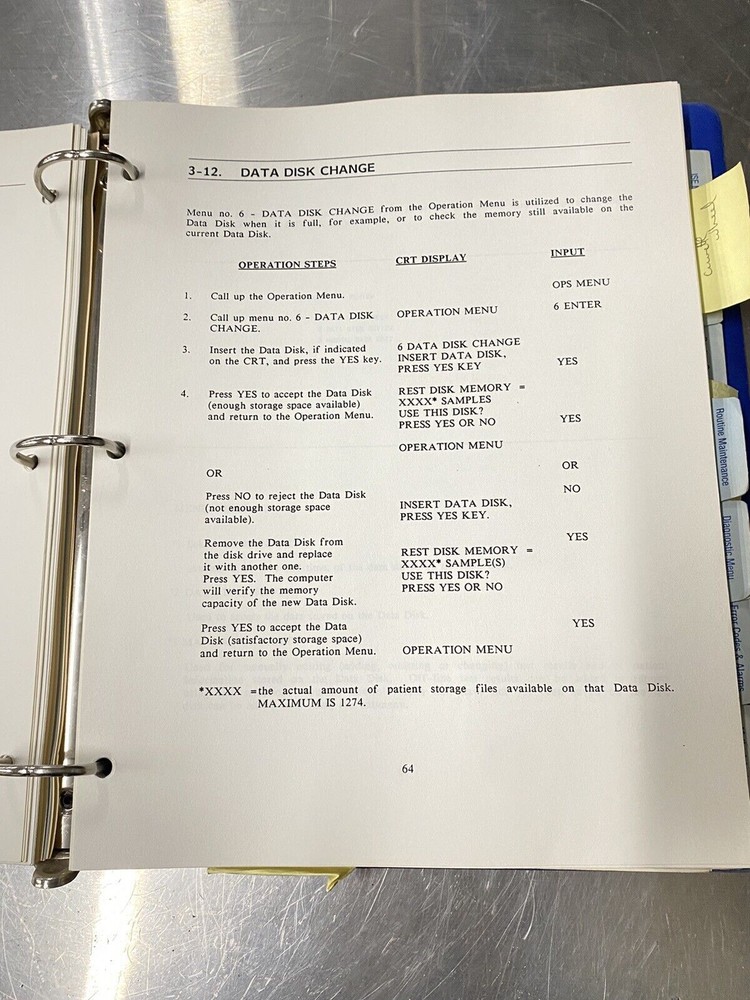 3-12. DATA DISK CHANGE
Menu no. 6 - DATA DISK CHANGE from the Operation Menu is utilized to change the
Data Disk when it is full, for example, or to check the memory still available on the
current Data Disk.
OPERATION STEPS CRT DISPLAY INPUT
1. Call up the Operation Menu. OPS MENU
2. Call up menu no. 6 - DATA DISK OPERATION MENU 6 ENTER
CHANGE.
3. Insert the Data Disk, if indicated 6 DATA DISK CHANGE
on the CRT, and press the YES key. INSERT DATA DISK, YES
PRESS YES KEY
4. Press YES to accept the Data Disk REST DISK MEMORY =
(enough storage space available) XXXX* SAMPLES
and return to the Operation Menu. USE THIS DISK?
PRESS YES OR NO YES
OPERATION MENU
OR OR
Press NO to reject the Data Disk NO
(not enough storage space INSERT DATA DISK,
available). PRESS YES KEY.
Remove the Data Disk from YES
the disk drive and replace REST DISK MEMORY =
it with another one. XXXX* SAMPLE(S)
Press YES. The computer USE THIS DISK?
will verify the memory PRESS YES OR NO
capacity of the new Data Disk.
Press YES to accept the Data YES
Disk (satisfactory storage space)
and return to the Operation Menu. OPERATION MENU
*XXXX =the actual amount of patient storage files available on that Data Disk.
MAXIMUM IS 1274.
64
Routine Maintenance
Diagnostic Menu
Error Codes & Alarms